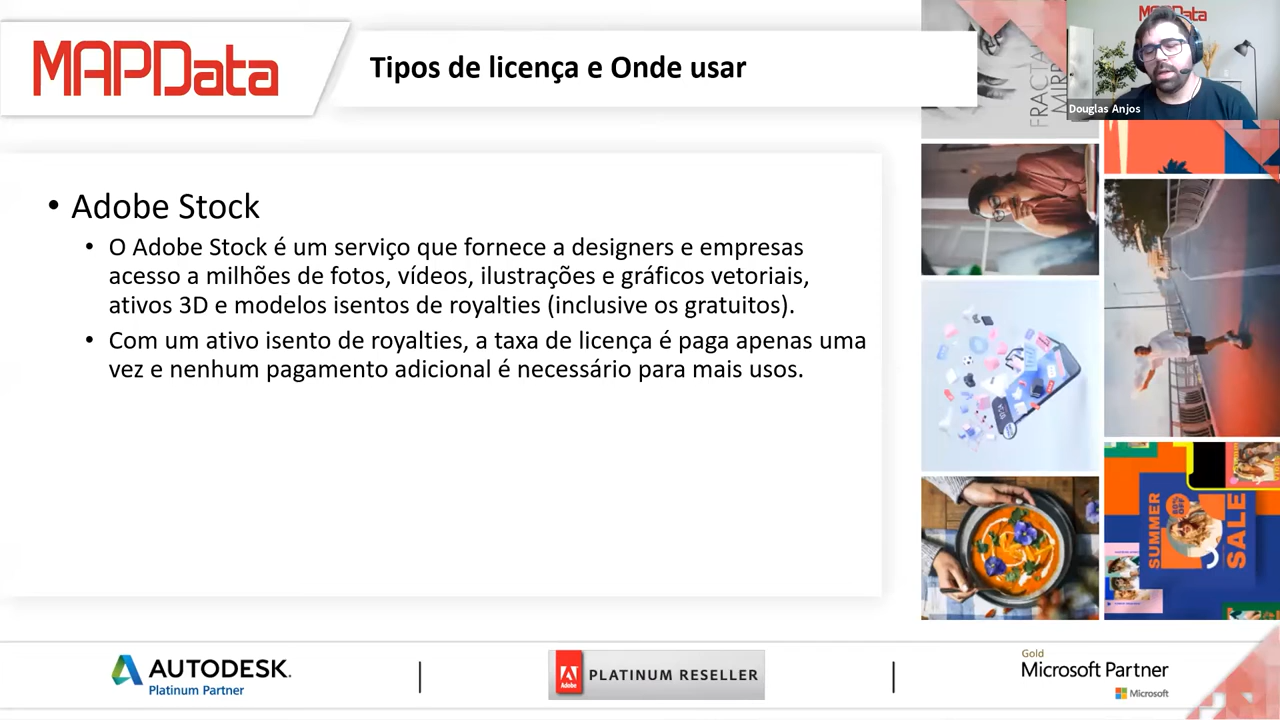 MAPData
Tipos de licença e Onde usar
MAPData
Douglas Anjos
FRACTAL
• Adobe Stock
• O Adobe Stock é um serviço que fornece a designers e empresas
acesso a milhões de fotos, vídeos, ilustrações e gráficos vetoriais,
ativos 3D e modelos isentos de royalties (inclusive os gratuitos).
• Com um ativo isento de royalties, a taxa de licença é paga apenas uma
vez e nenhum pagamento adicional é necessário para mais usos.
SUMMER
SALE
AUTODESK.
Platinum Partner
Adobe
PLATINUM RESELLER
Gold
Microsoft Partner
Microsoft